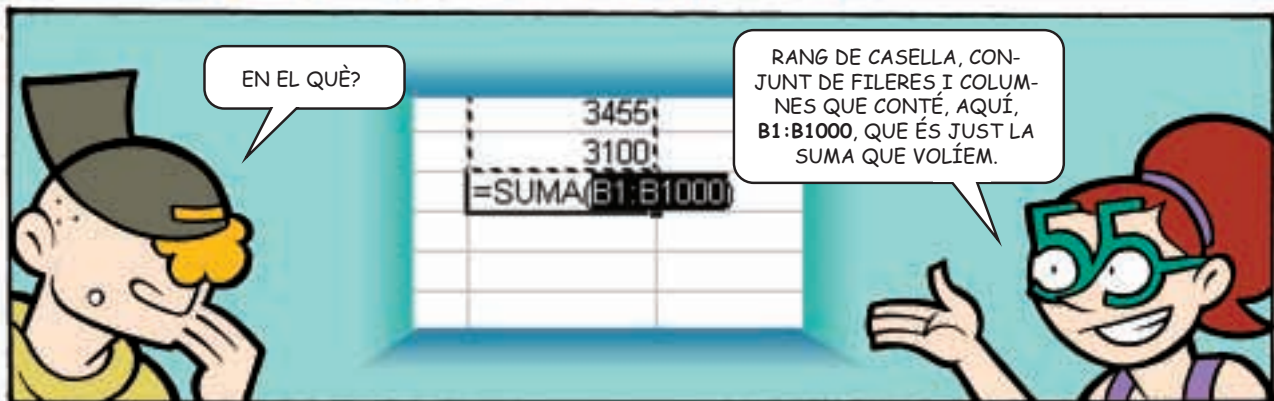 EN EL QUÈ?
3455
3100
=SUMA(B1:B1000)
RANG DE CASELLA, CON-
JUNT DE FILERES I COLUM-
NES QUE CONTÉ, AQUÍ,
B1:B1000, QUE ÉS JUST LA
SUMA QUE VOLÍEM.
55